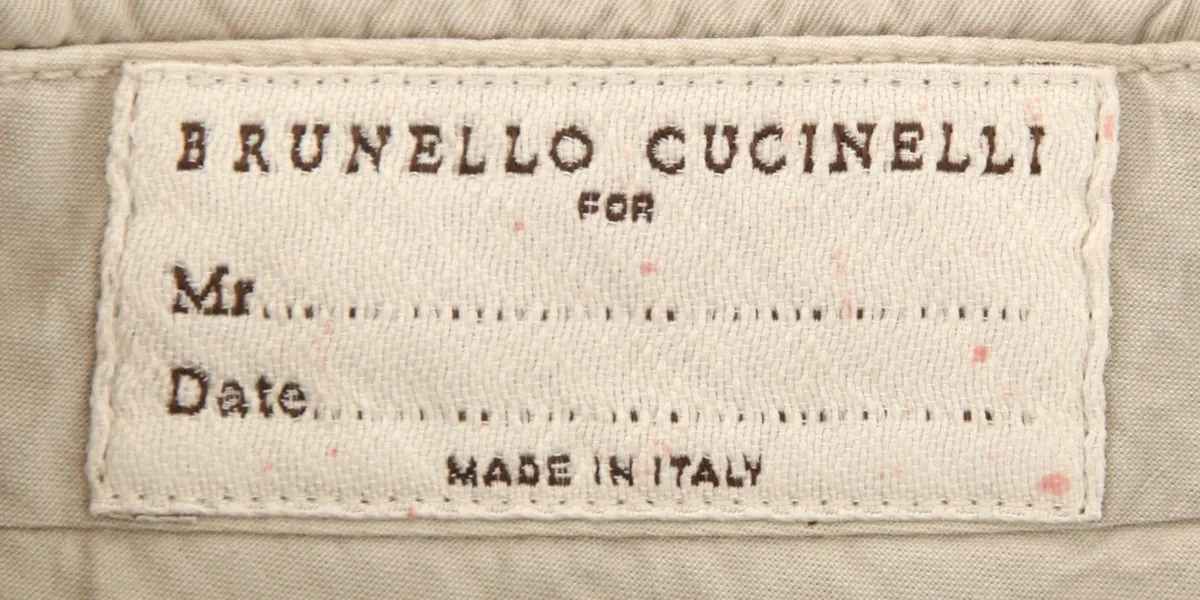 BRUNELLO CUCINELLI
FOR
Mr..............................
Date..............................
MADE IN ITALY